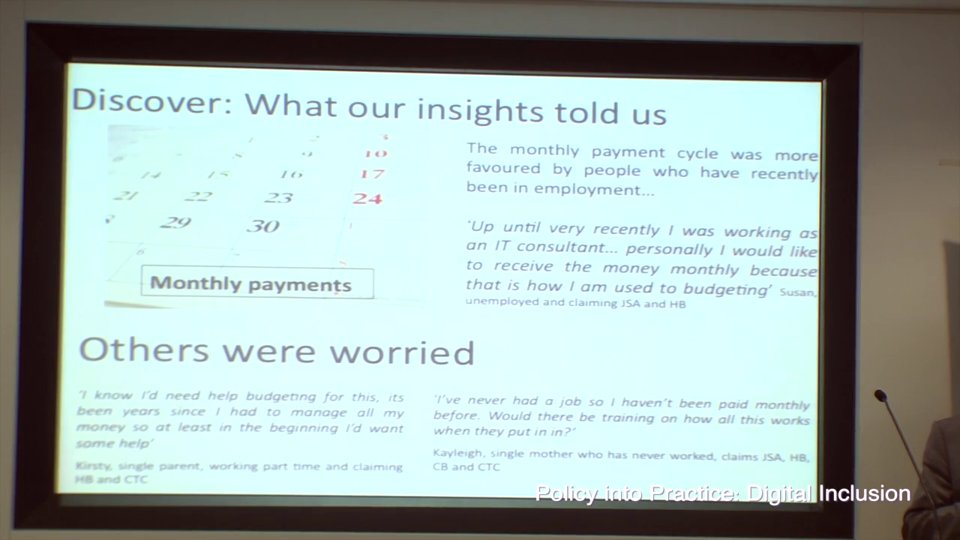 Discover: What our insights told us
10
14 15 16 17
21 22 23 24
29 30
Monthly payments
The monthly payment cycle was more
favoured by people who have recently
been in employment...
'Up until very recently I was working as
an IT consultant... personally I would like
to receive the money monthly because
that is how I am used to budgeting' Susan,
unemployed and claiming JSA and HB
Others were worried
'I know I'd need help budgeting for this, its
been years since I had to manage all my
money so at least in the beginning I'd want
some help'
Kirsty, single parent, working part time and claiming
HB and CTC
'I've never had a job so I haven't been paid monthly
before. Would there be training on how all this works
when they put in in?'
Kayleigh, single mother who has never worked, claims JSA, HB,
CB and CTC
Policy into Practice: Digital Inclusion